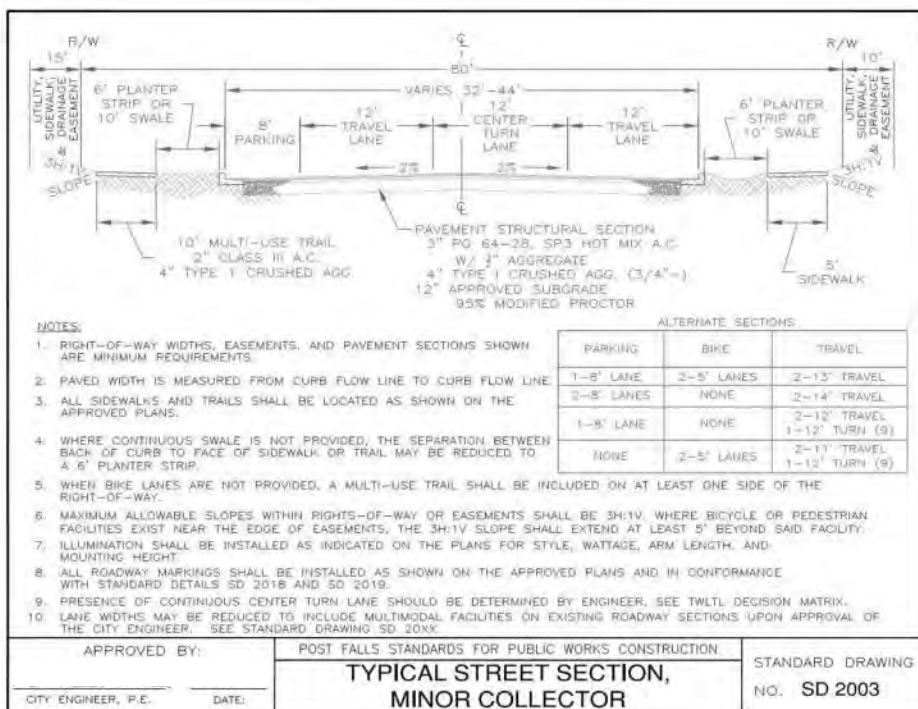 R/W
℄
R/W
15'
80'
10'
UTILITY, SIDEWALK, & DRAINAGE EASEMENT
6' PLANTER STRIP OR 10' SWALE
VARIES 32'-44'
8' PARKING
12' TRAVEL LANE
12' CENTER TURN LANE
12' TRAVEL LANE
6' PLANTER STRIP OR 10' SWALE
UTILITY, SIDEWALK, & DRAINAGE EASEMENT
3H:1V SLOPE
2%
2%
3H:1V SLOPE
℄
10' MULTI-USE TRAIL
2" CLASS III A.C.
4" TYPE 1 CRUSHED AGG.
PAVEMENT STRUCTURAL SECTION
3" PG 64-28, SP3 HOT MIX A.C.
W/ ½" AGGREGATE
4" TYPE I CRUSHED AGG. (3/4"-)
12" APPROVED SUBGRADE
95% MODIFIED PROCTOR
5'
SIDEWALK
NOTES:
1. RIGHT-OF-WAY WIDTHS, EASEMENTS, AND PAVEMENT SECTIONS SHOWN
ARE MINIMUM REQUIREMENTS.
2. PAVED WIDTH IS MEASURED FROM CURB FLOW LINE TO CURB FLOW LINE
3. ALL SIDEWALKS AND TRAILS SHALL BE LOCATED AS SHOWN ON THE
APPROVED PLANS.
4. WHERE CONTINUOUS SWALE IS NOT PROVIDED, THE SEPARATION BETWEEN
BACK OF CURB TO FACE OF SIDEWALK OR TRAIL MAY BE REDUCED TO
A 6' PLANTER STRIP.
ALTERNATE SECTIONS
PARKING BIKE TRAVEL
1-8' LANE 2-5' LANES 2-13' TRAVEL
2-8' LANES NONE 2-14' TRAVEL
1-8' LANE NONE 2-12' TRAVEL
1-12' TURN (9)
NONE 2-5' LANES 2-11' TRAVEL
1-12' TURN (9)
5. WHEN BIKE LANES ARE NOT PROVIDED, A MULTI-USE TRAIL SHALL BE INCLUDED ON AT LEAST ONE SIDE OF THE
RIGHT-OF-WAY.
6. MAXIMUM ALLOWABLE SLOPES WITHIN RIGHTS-OF-WAY OR EASEMENTS SHALL BE 3H:1V. WHERE BICYCLE OR PEDESTRIAN
FACILITIES EXIST NEAR THE EDGE OF EASEMENTS, THE 3H:1V SLOPE SHALL EXTEND AT LEAST 5' BEYOND SAID FACILITY.
7. ILLUMINATION SHALL BE INSTALLED AS INDICATED ON THE PLANS FOR STYLE, WATTAGE, ARM LENGTH, AND
MOUNTING HEIGHT.
8. ALL ROADWAY MARKINGS SHALL BE INSTALLED AS SHOWN ON THE APPROVED PLANS AND IN CONFORMANCE
WITH STANDARD DETAILS SD 2018 AND SD 2019.
9. PRESENCE OF CONTINUOUS CENTER TURN LANE SHOULD BE DETERMINED BY ENGINEER, SEE TWLTL DECISION MATRIX.
10. LANE WIDTHS MAY BE REDUCED TO INCLUDE MULTIMODAL FACILITIES ON EXISTING ROADWAY SECTIONS UPON APPROVAL OF
THE CITY ENGINEER. SEE STANDARD DRAWING SD 20XX
APPROVED BY:
CITY ENGINEER, P.E. DATE:
POST FALLS STANDARDS FOR PUBLIC WORKS CONSTRUCTION
TYPICAL STREET SECTION,
MINOR COLLECTOR
STANDARD DRAWING
NO. SD 2003